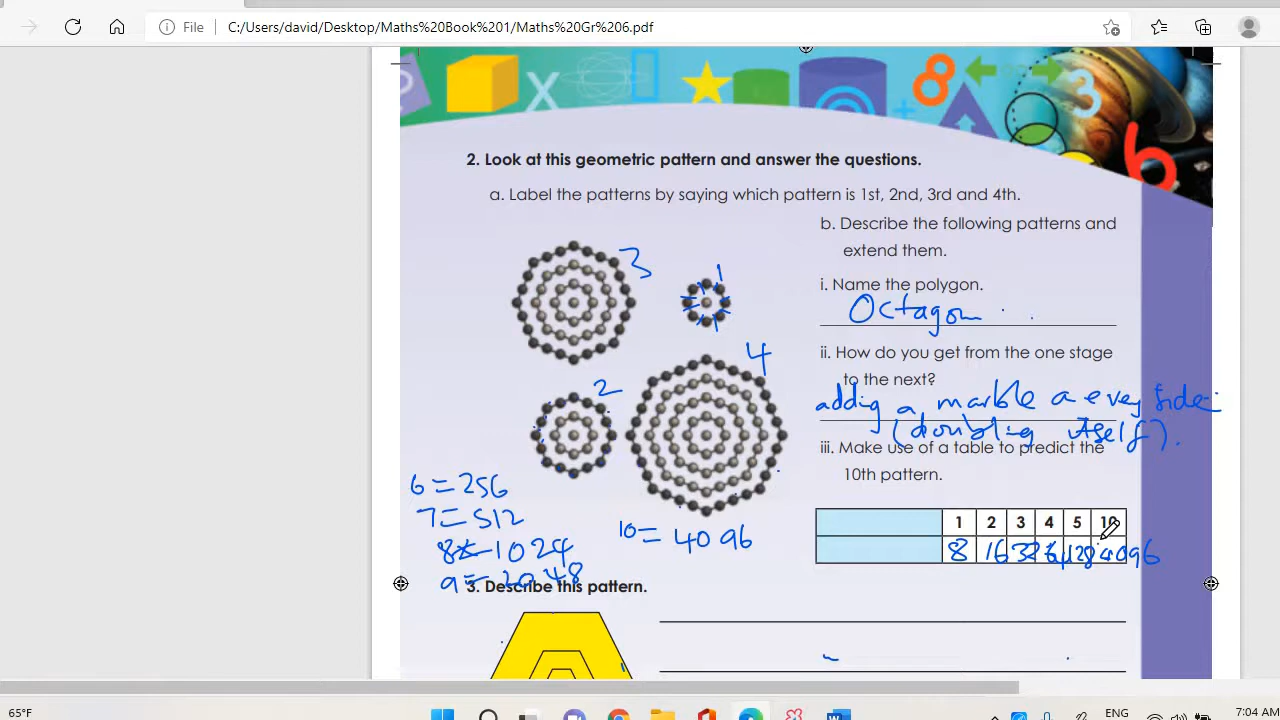 File
C:/Users/david/Desktop/Maths%20Book%201/Maths%20Gr%206.pdf
? X 8 3 6 +
2. Look at this geometric pattern and answer the questions.
a. Label the patterns by saying which pattern is 1st, 2nd, 3rd and 4th.
b. Describe the following patterns and
extend them.
3
1
i. Name the polygon.
Octagon
4
ii. How do you get from the one stage
to the next?
2
adding a marble a every side
(doubling itself).
iii. Make use of a table to predict the
10th pattern.
6 = 256
7 = 512
10 = 4096
1 2 3 4 5 10
8 16 32 64 128 4096
8 = 1024
9 = 2048
3. Describe this pattern.
65°F
ENG
7:04 AM